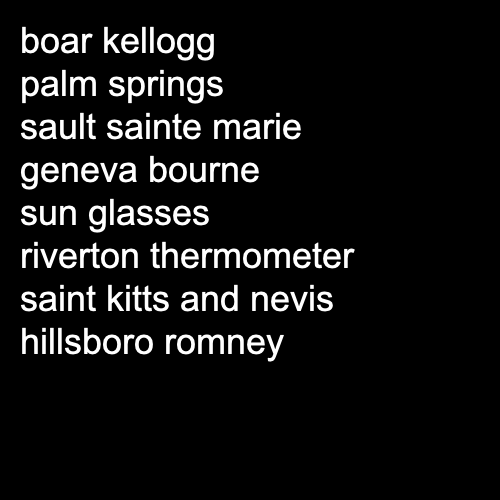 boar kellogg
palm springs
sault sainte marie
geneva bourne
sun glasses
riverton thermometer
saint kitts and nevis
hillsboro romney